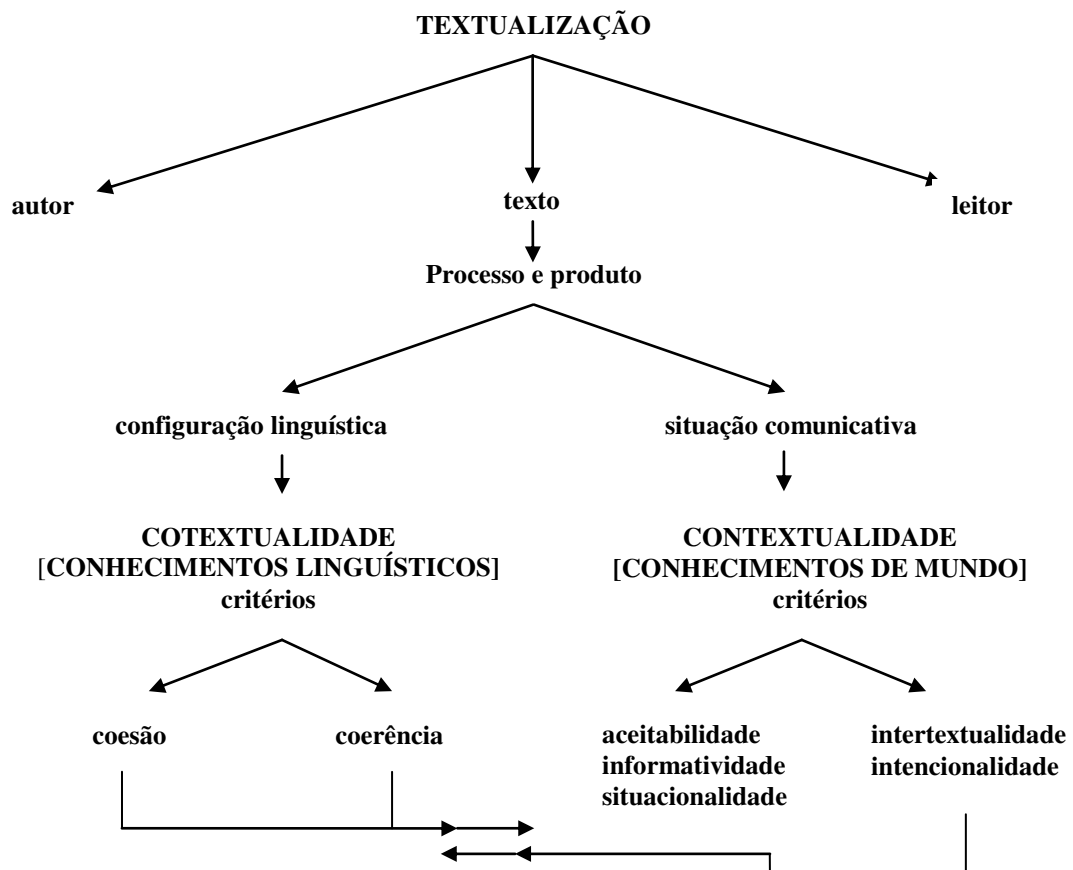 TEXTUALIZAÇÃO
autor
texto
leitor
Processo e produto
configuração linguística
situação comunicativa
COTEXTUALIDADE
[CONHECIMENTOS LINGUÍSTICOS]
critérios
CONTEXTUALIDADE
[CONHECIMENTOS DE MUNDO]
critérios
coesão
coerência
aceitabilidade
informatividade
situacionalidade
intertextualidade
intencionalidade